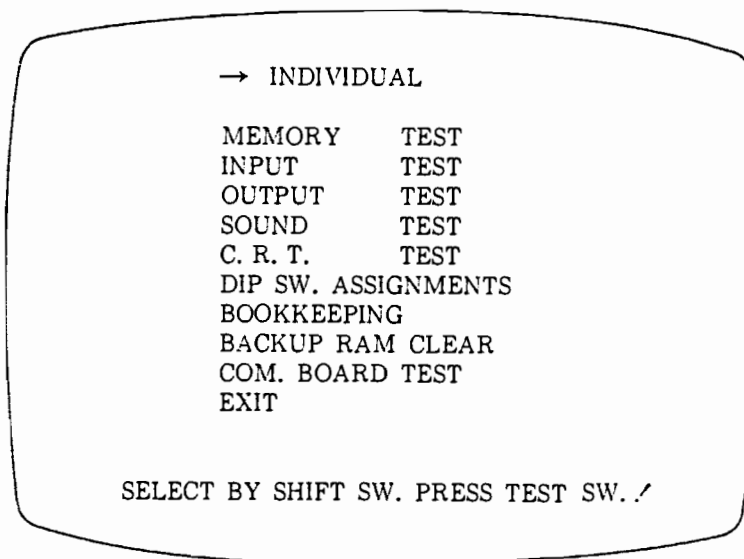 → INDIVIDUAL
MEMORY TEST
INPUT TEST
OUTPUT TEST
SOUND TEST
C. R. T. TEST
DIP SW. ASSIGNMENTS
BOOKKEEPING
BACKUP RAM CLEAR
COM. BOARD TEST
EXIT
SELECT BY SHIFT SW. PRESS TEST SW. !